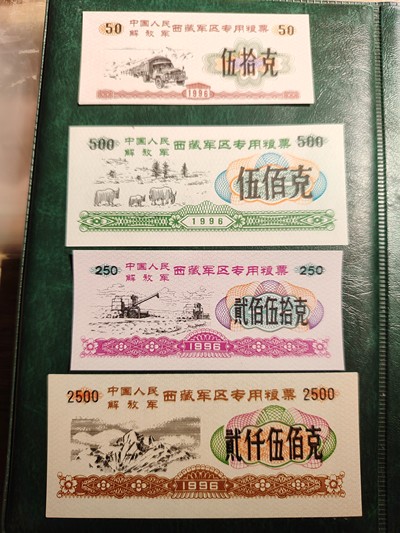 50 中国人民解放军 西藏军区专用粮票 50
伍拾克
1996
500 中国人民解放军 西藏军区专用粮票 500
伍佰克
1996
250 中国人民解放军 西藏军区专用粮票 250
贰佰伍拾克
1996
2500 中国人民解放军 西藏军区专用粮票 2500
贰仟伍佰克
1996